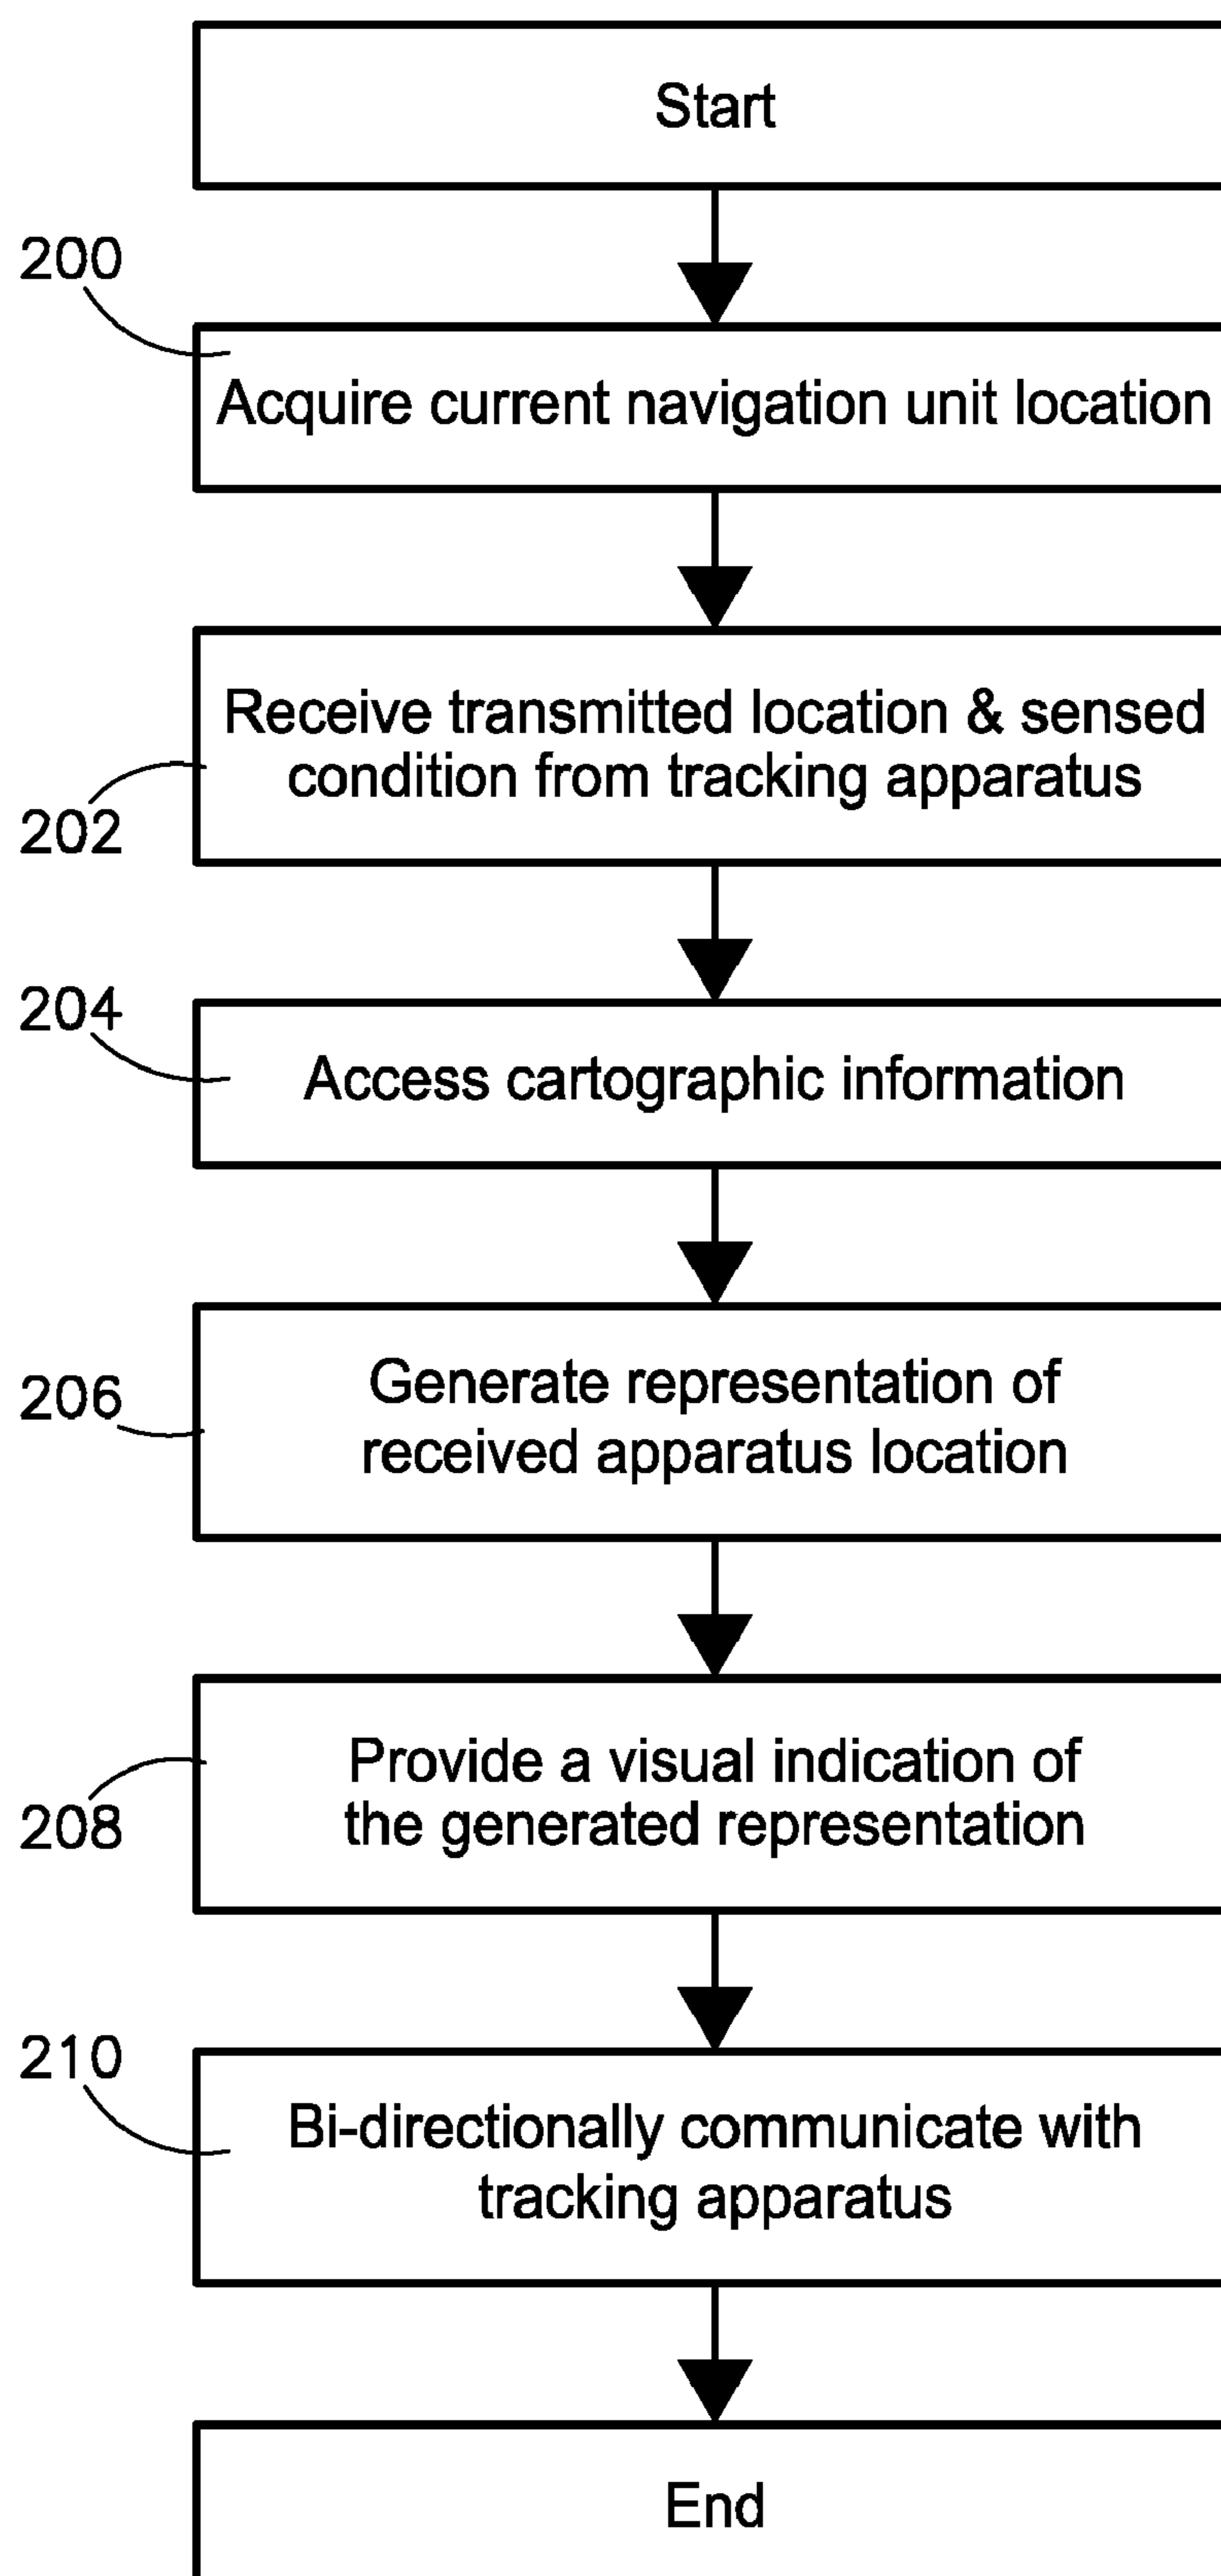 Start
200
Acquire current navigation unit location
Receive transmitted location & sensed
condition from tracking apparatus
202
204
Access cartographic information
Generate representation of
206
received apparatus location
Provide a visual indication of
the generated representation
208
210
Bi-directionally communicate with
tracking apparatus
End